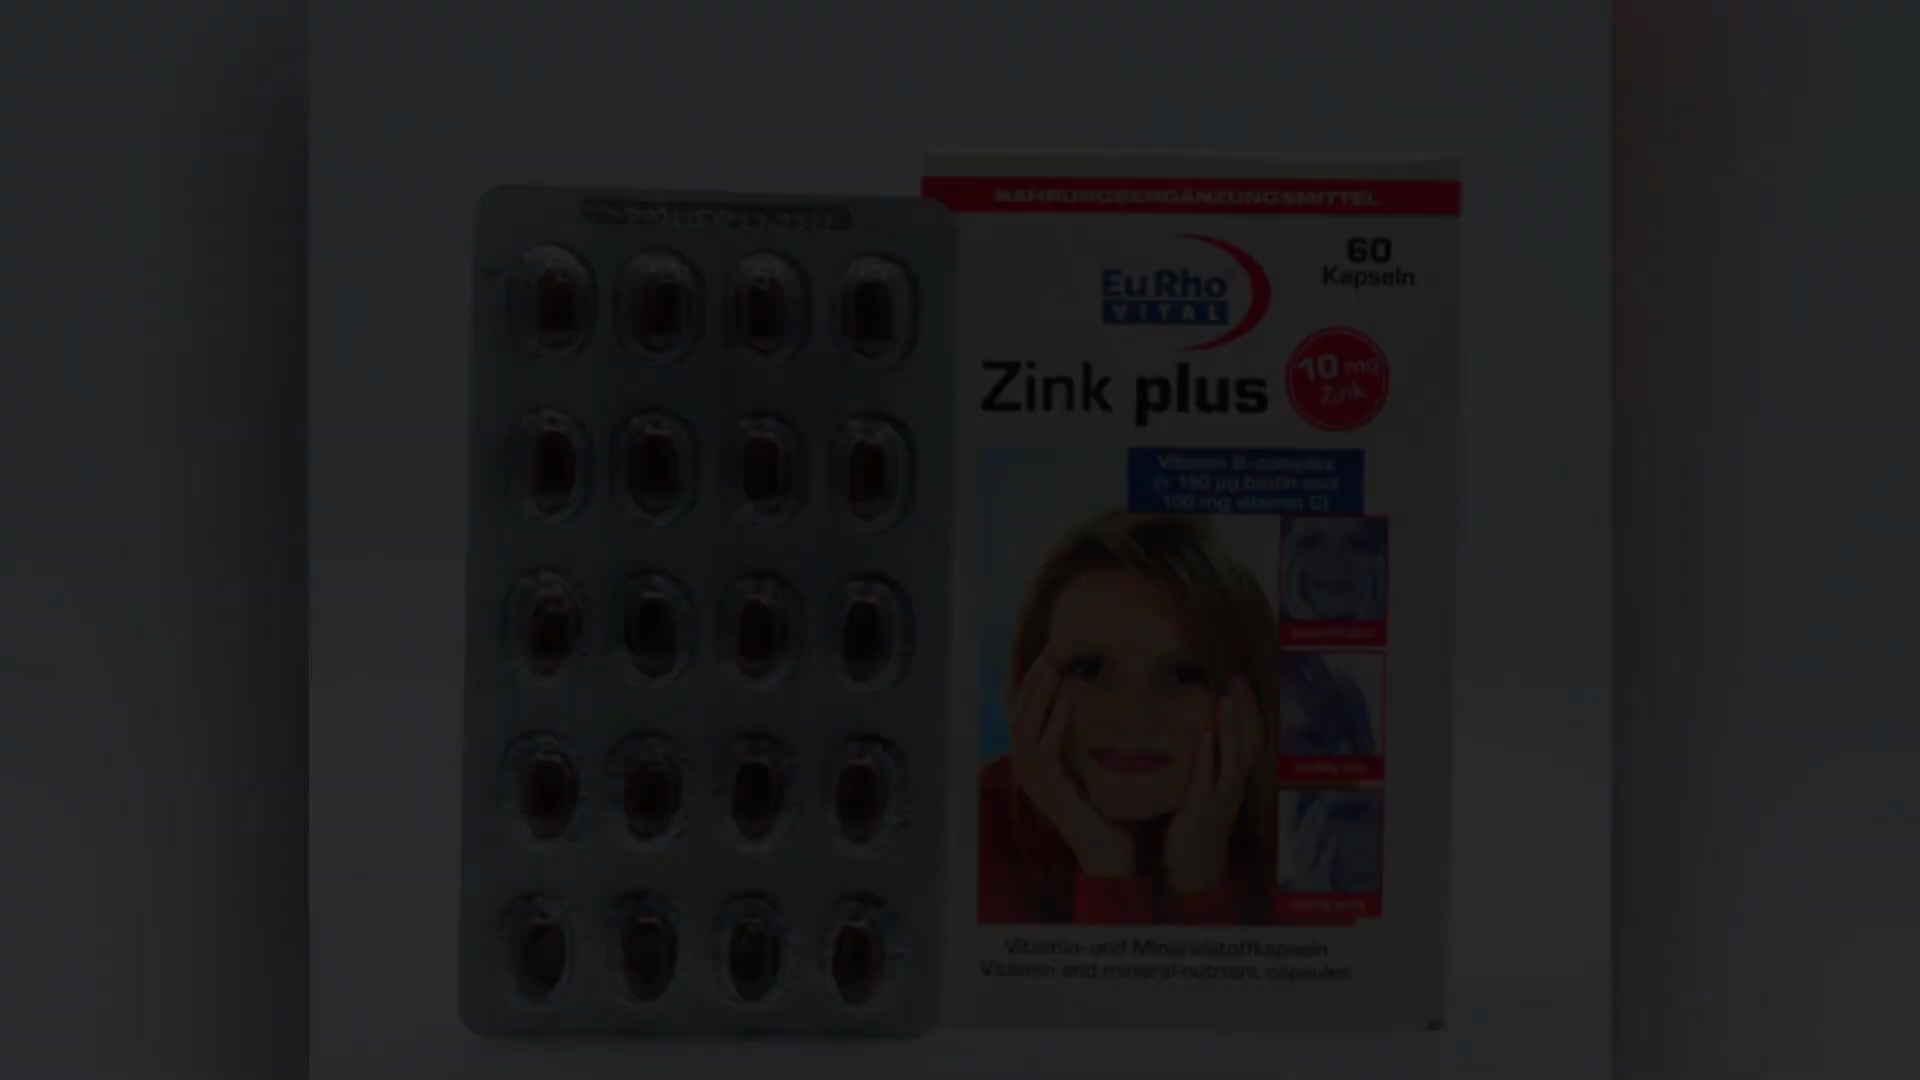 NAHRUNGSERGÄNZUNGSMITTEL
60
Kapseln
EuRho
VITAL
Zink plus
10 mg
Zink
Vitamin B-complex
(+ 150 µg biotin and
100 mg vitamin C)
Vitamin- und Mineralstoffkapseln
Vitamin and mineral-nutrient capsules